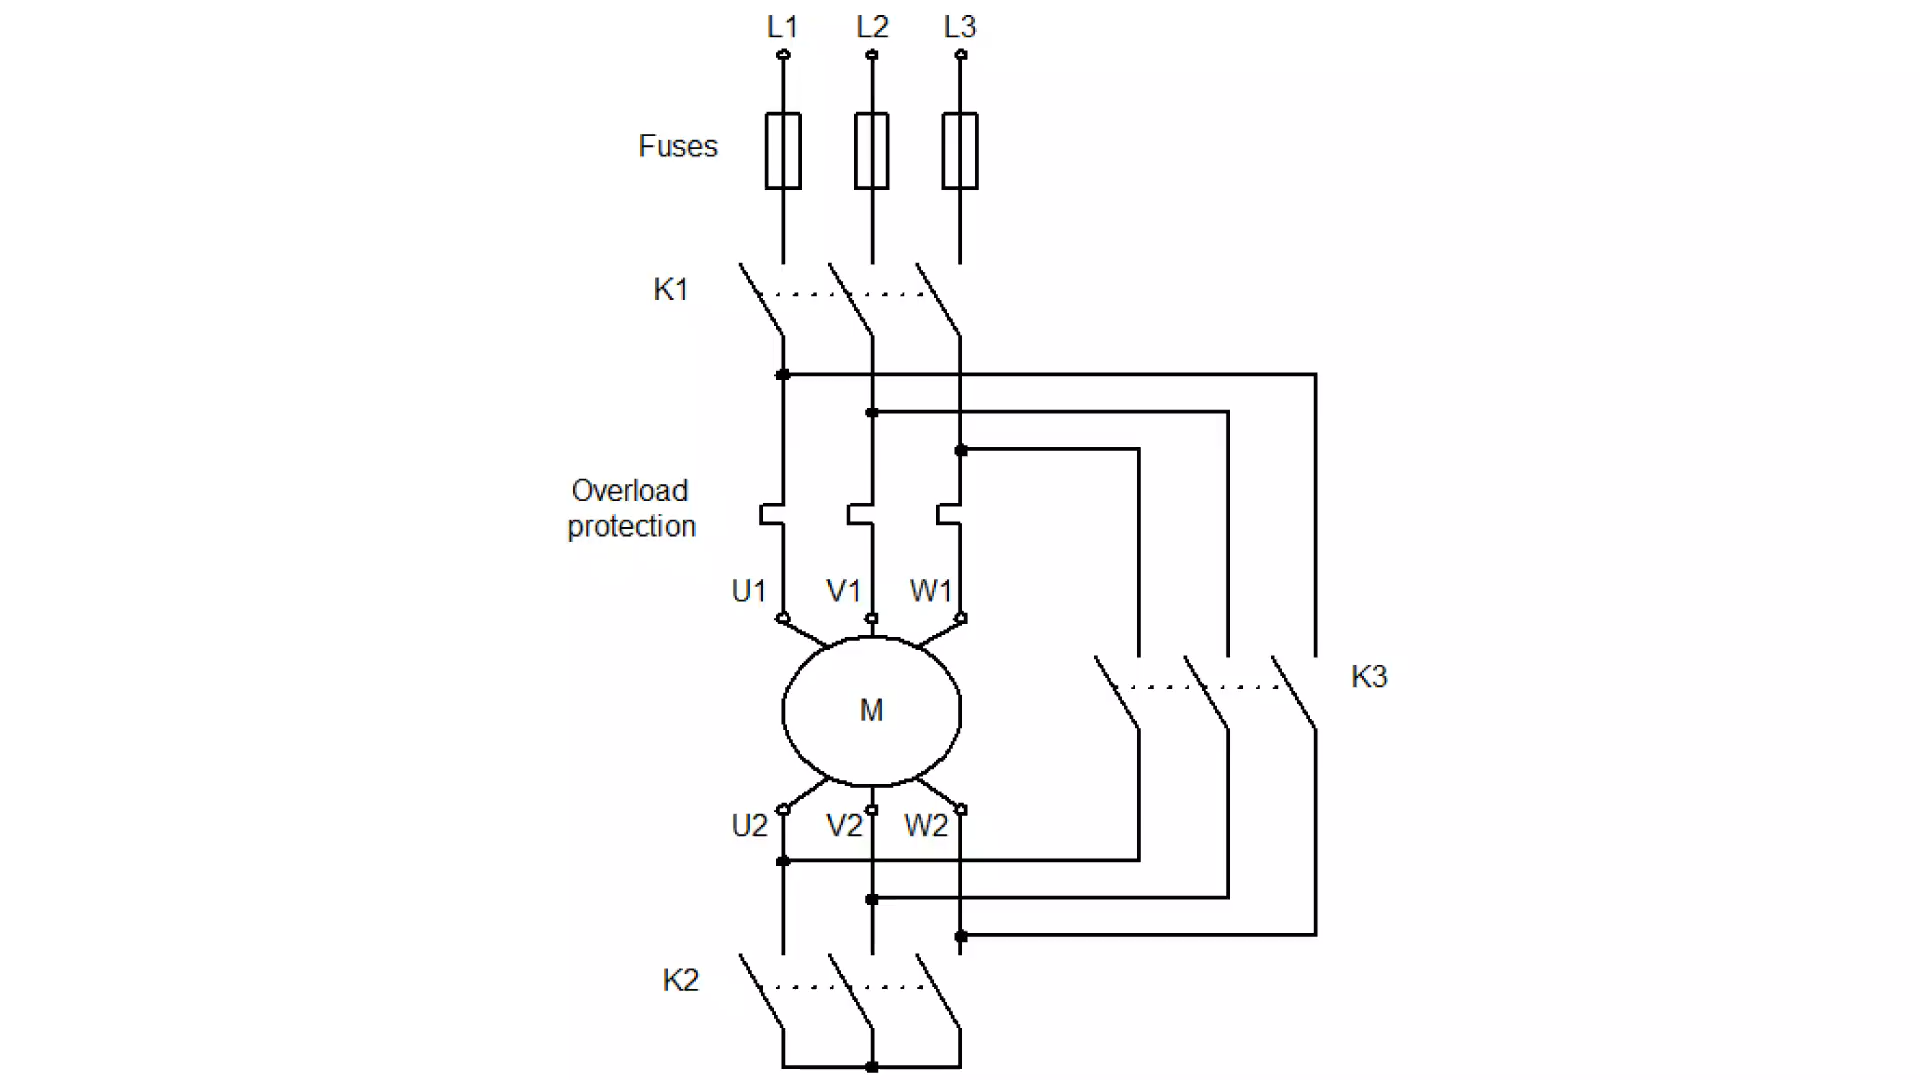 L1 L2 L3
Fuses
K1
Overload
protection
U1 V1 W1
K3
M
U2 V2 W2
K2